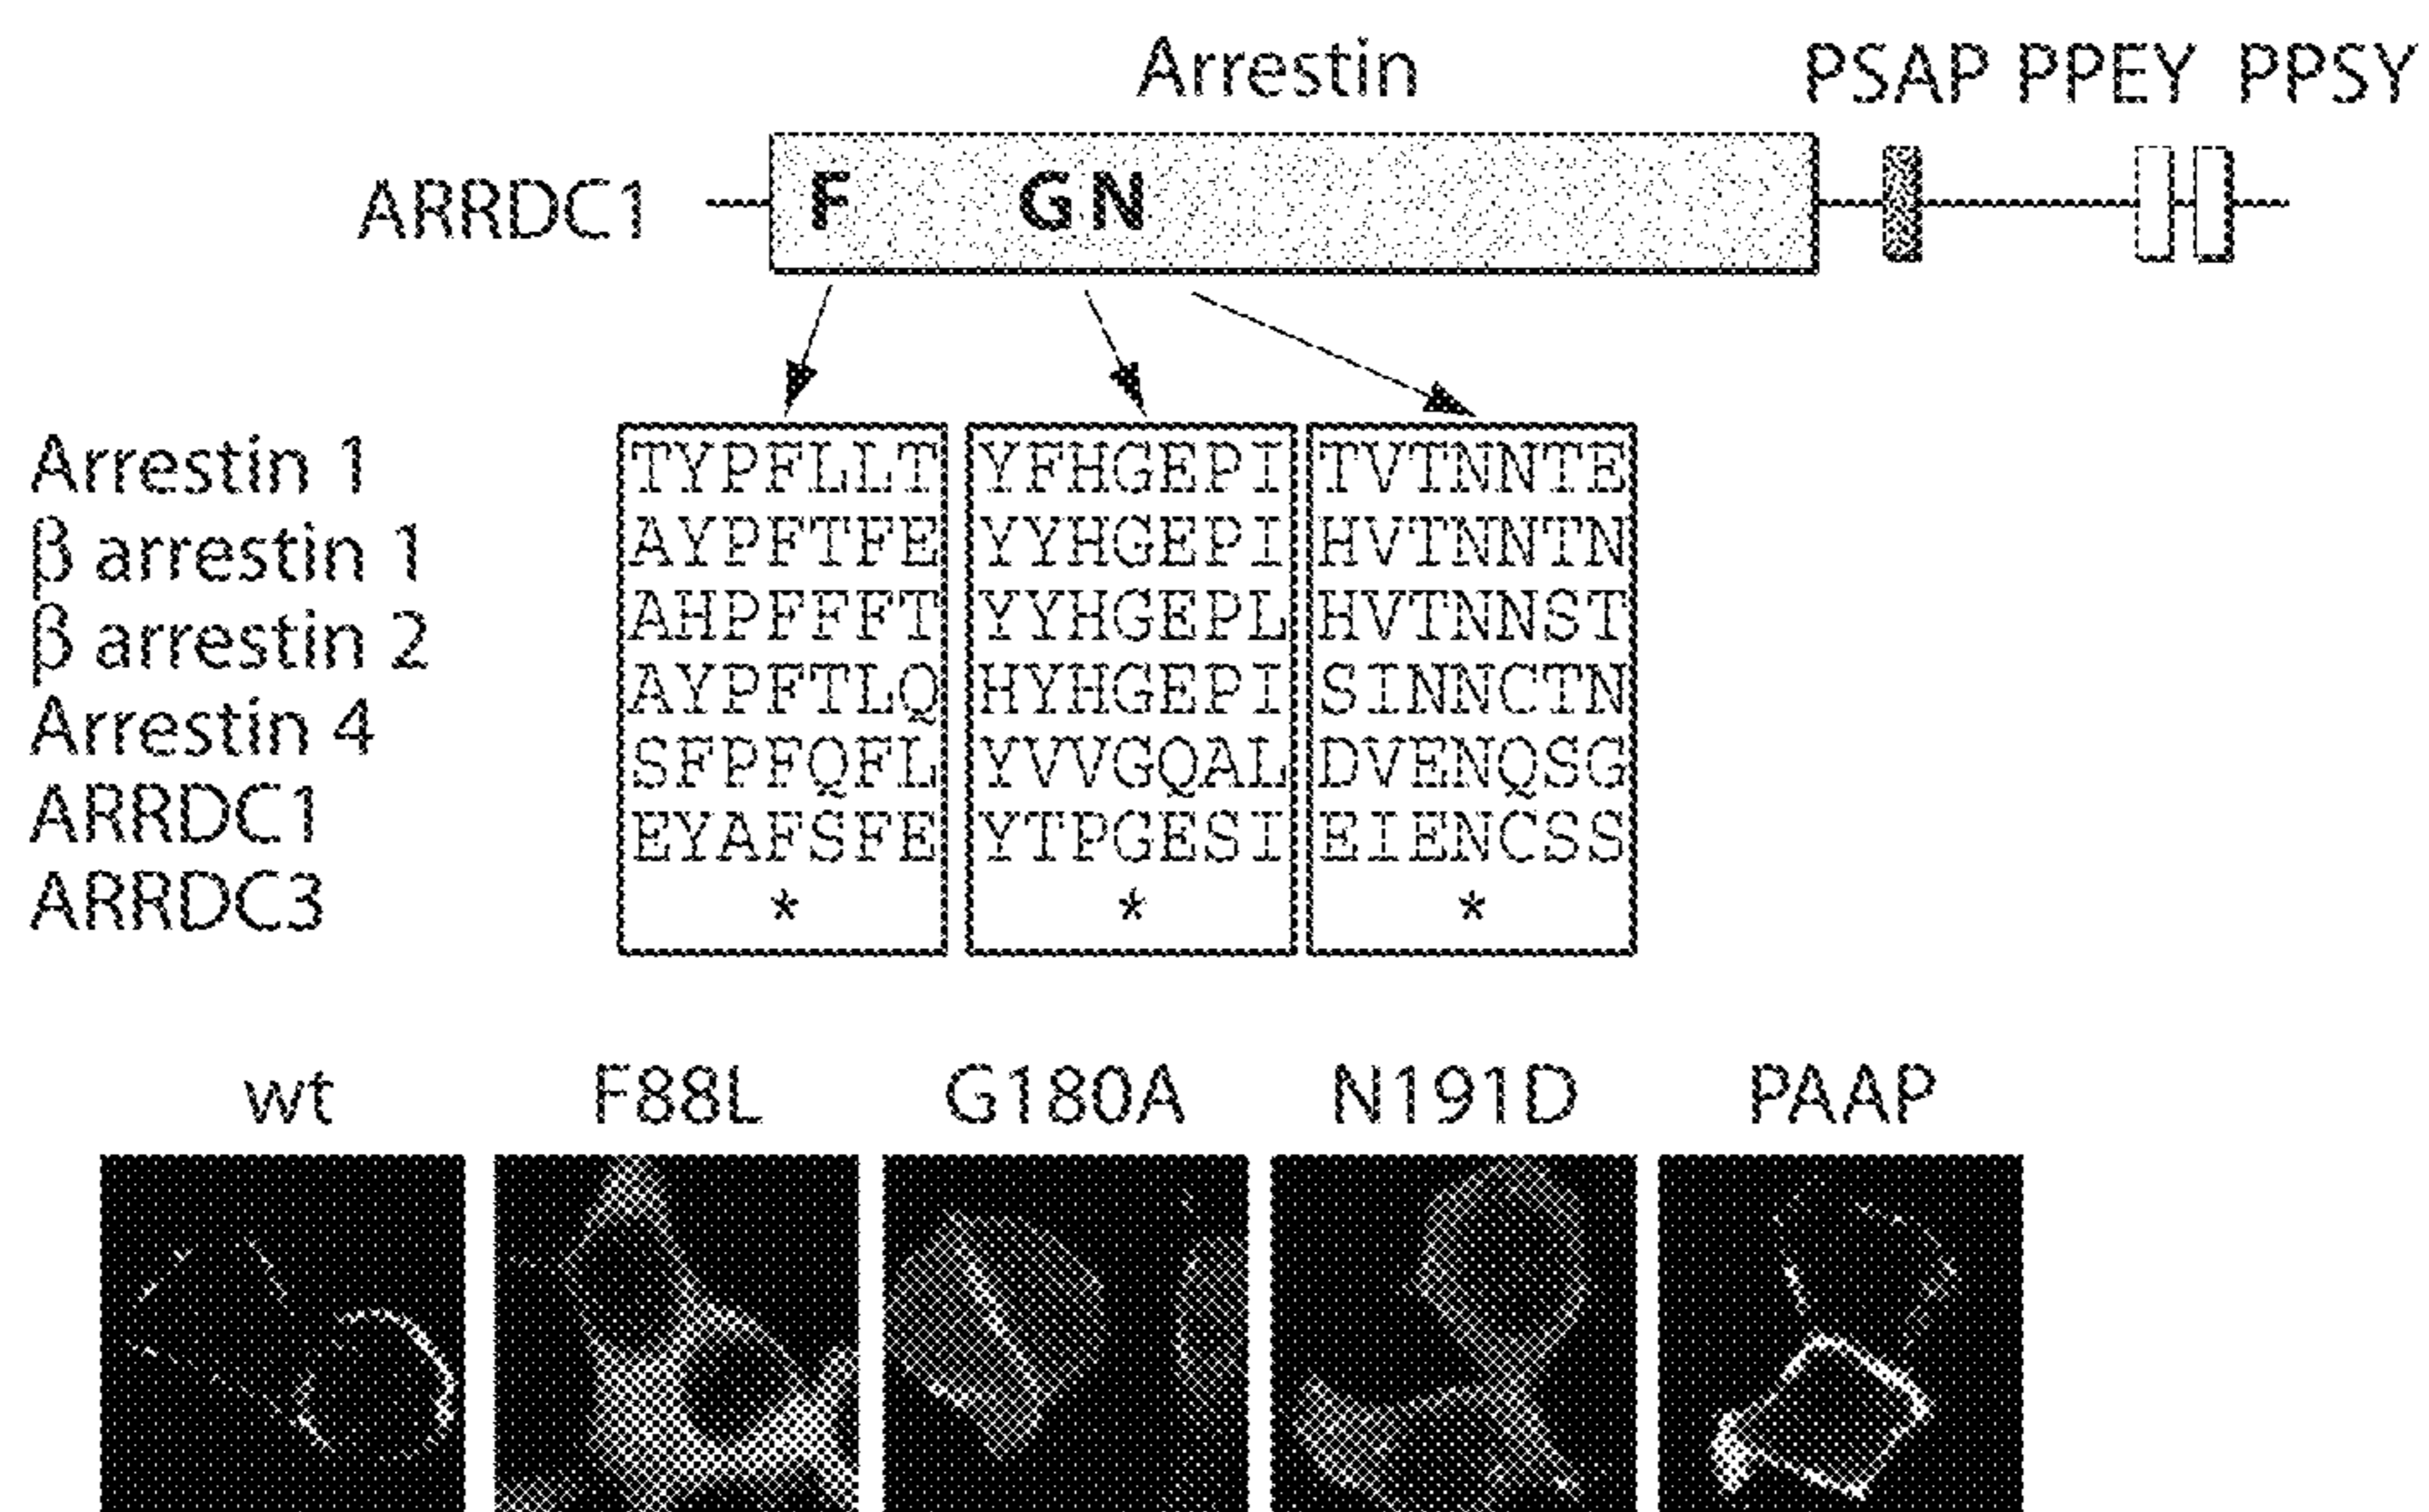 Arrestin PSAP PPEY PPSY
ARRDC1 F G N
Arrestin 1 TYPFLLT YFHGEPI TVTNNTE
β arrestin 1 AYPFTFE YYHGEPI HVTNNTN
β arrestin 2 AHPFFFT YYHGEPL HVTNNST
Arrestin 4 AYPFTLQ HYHGEPI SINNCTN
ARRDC1 SFPFQFL YVVGQAL DVENQSG
ARRDC3 EYAFSFE YTPGESI EIENCSS
* * *
wt F88L G180A N191D PAAP